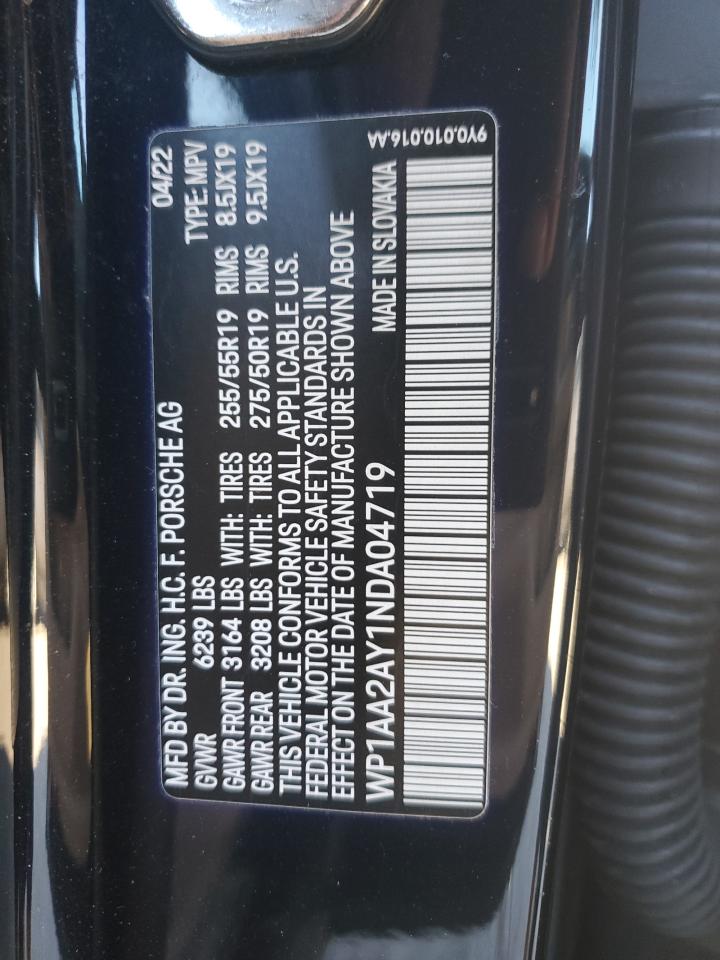 MFD BY DR. ING. H.C. F. PORSCHE AG 04/22
GVWR 6239 LBS TYPE: MPV
GAWR FRONT 3164 LBS WITH: TIRES 255/55R19 RIMS 8.5JX19
GAWR REAR 3208 LBS WITH: TIRES 275/50R19 RIMS 9.5JX19
THIS VEHICLE CONFORMS TO ALL APPLICABLE U.S.
FEDERAL MOTOR VEHICLE SAFETY STANDARDS IN
EFFECT ON THE DATE OF MANUFACTURE SHOWN ABOVE
WP1AA2AY1NDA04719 MADE IN SLOVAKIA
9Y0.010.016.AA